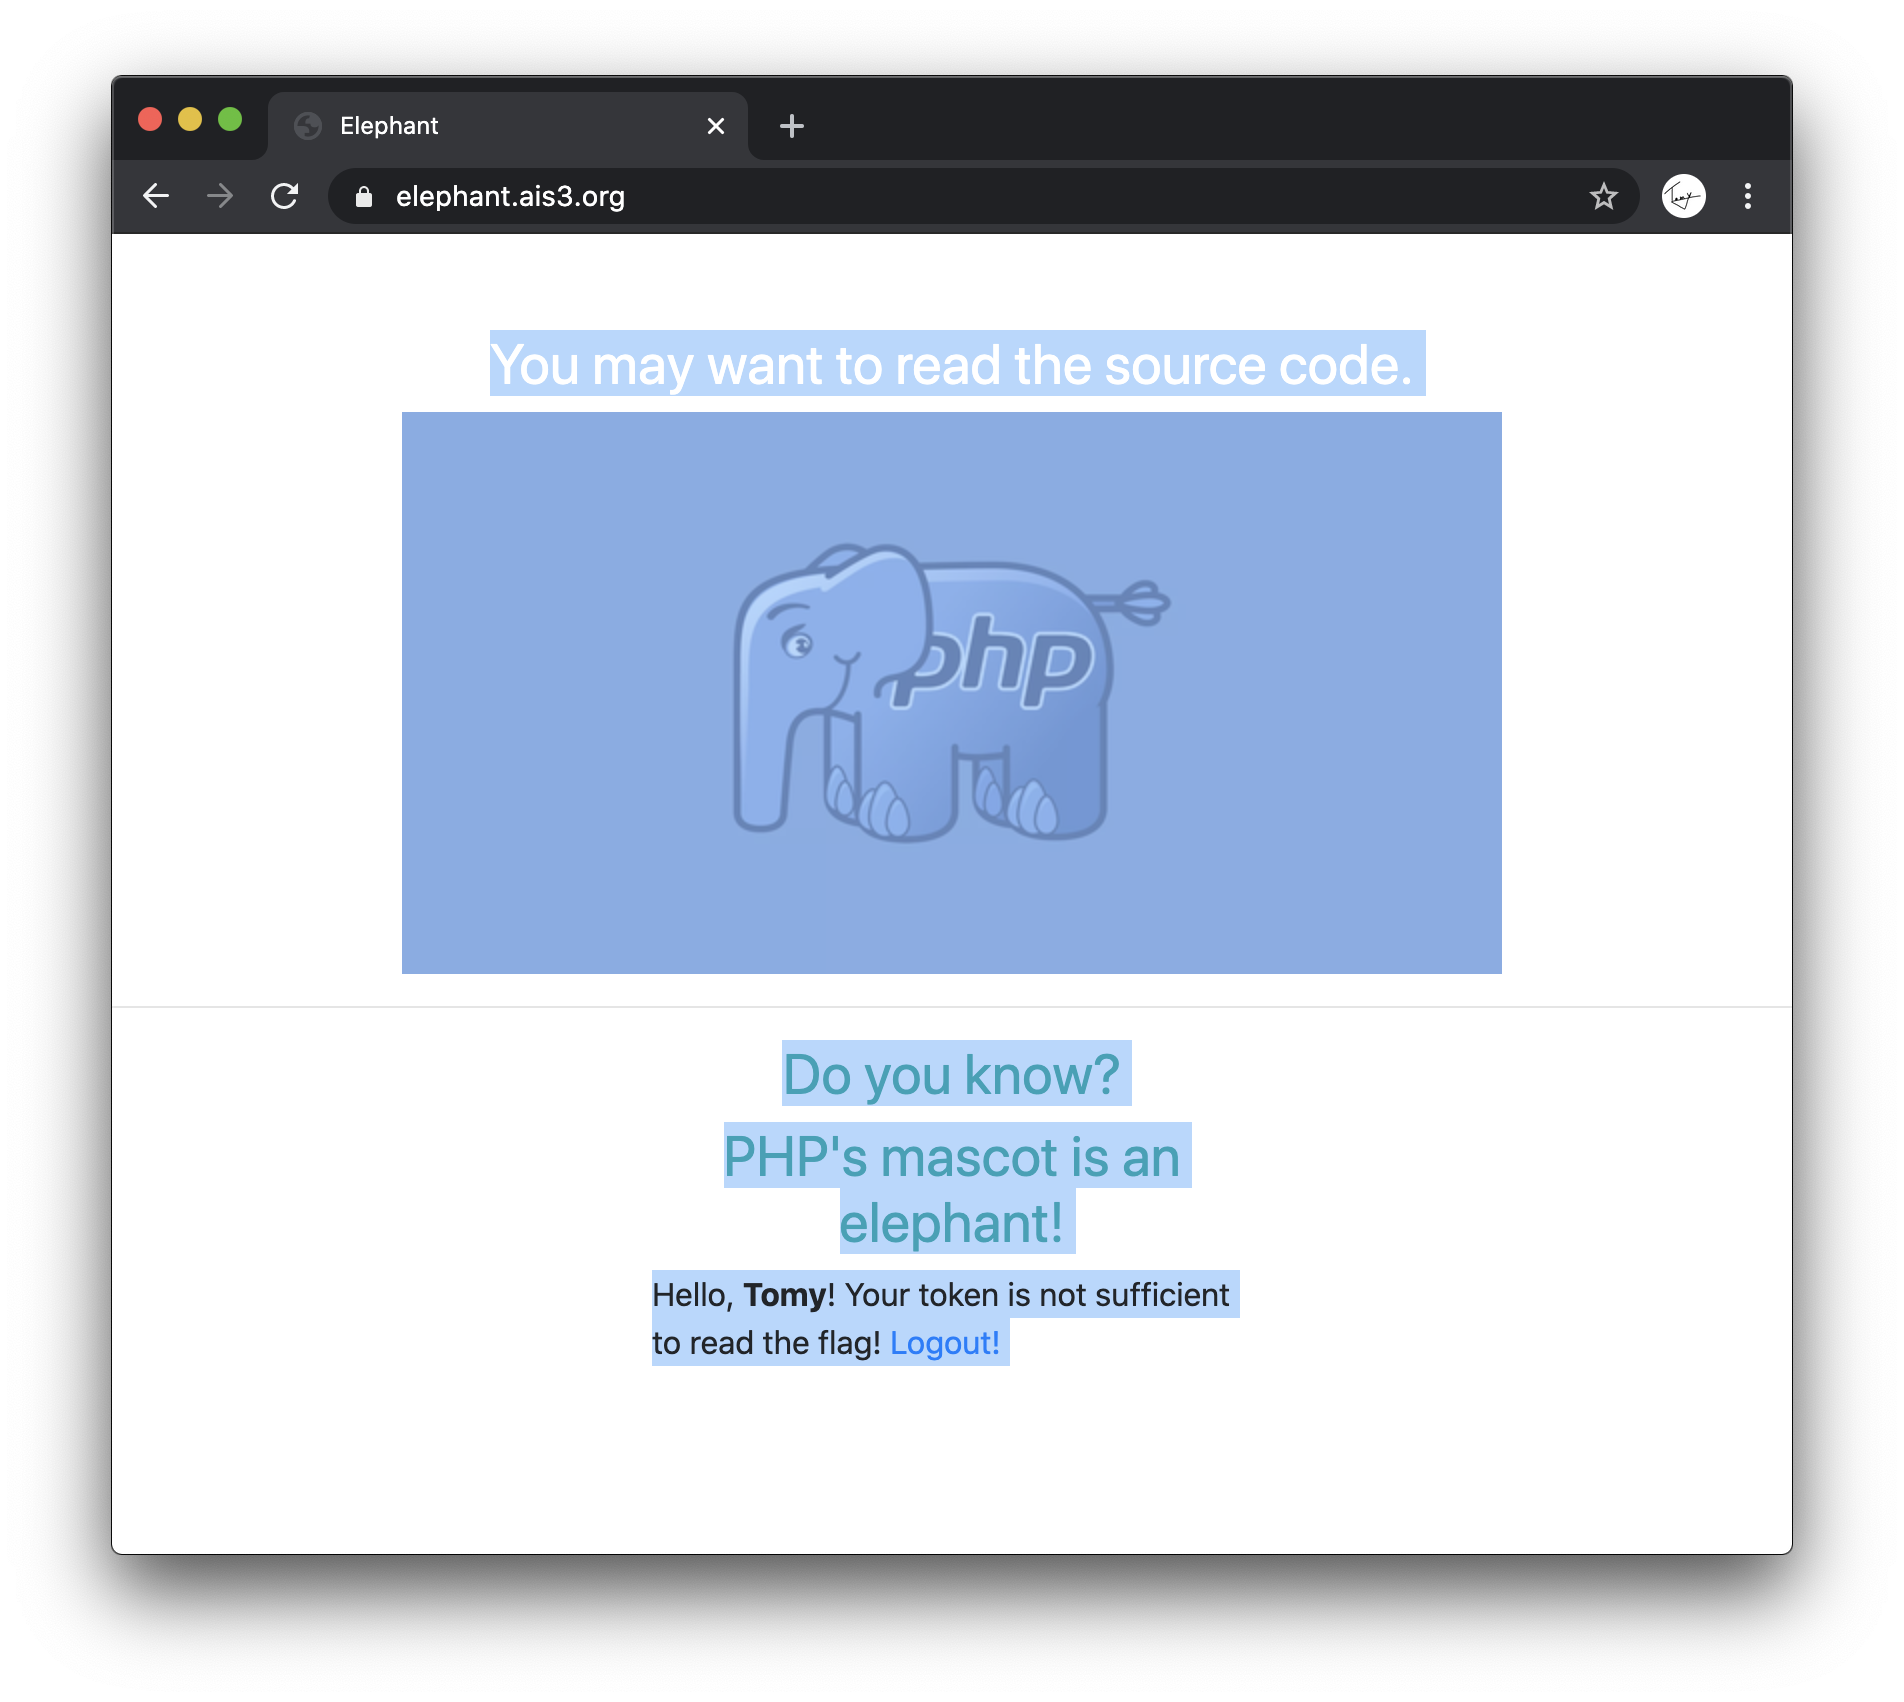 Elephant
elephant.ais3.org
You may want to read the source code.
php
Do you know?
PHP's mascot is an
elephant!
Hello, Tomy! Your token is not sufficient
to read the flag! Logout!